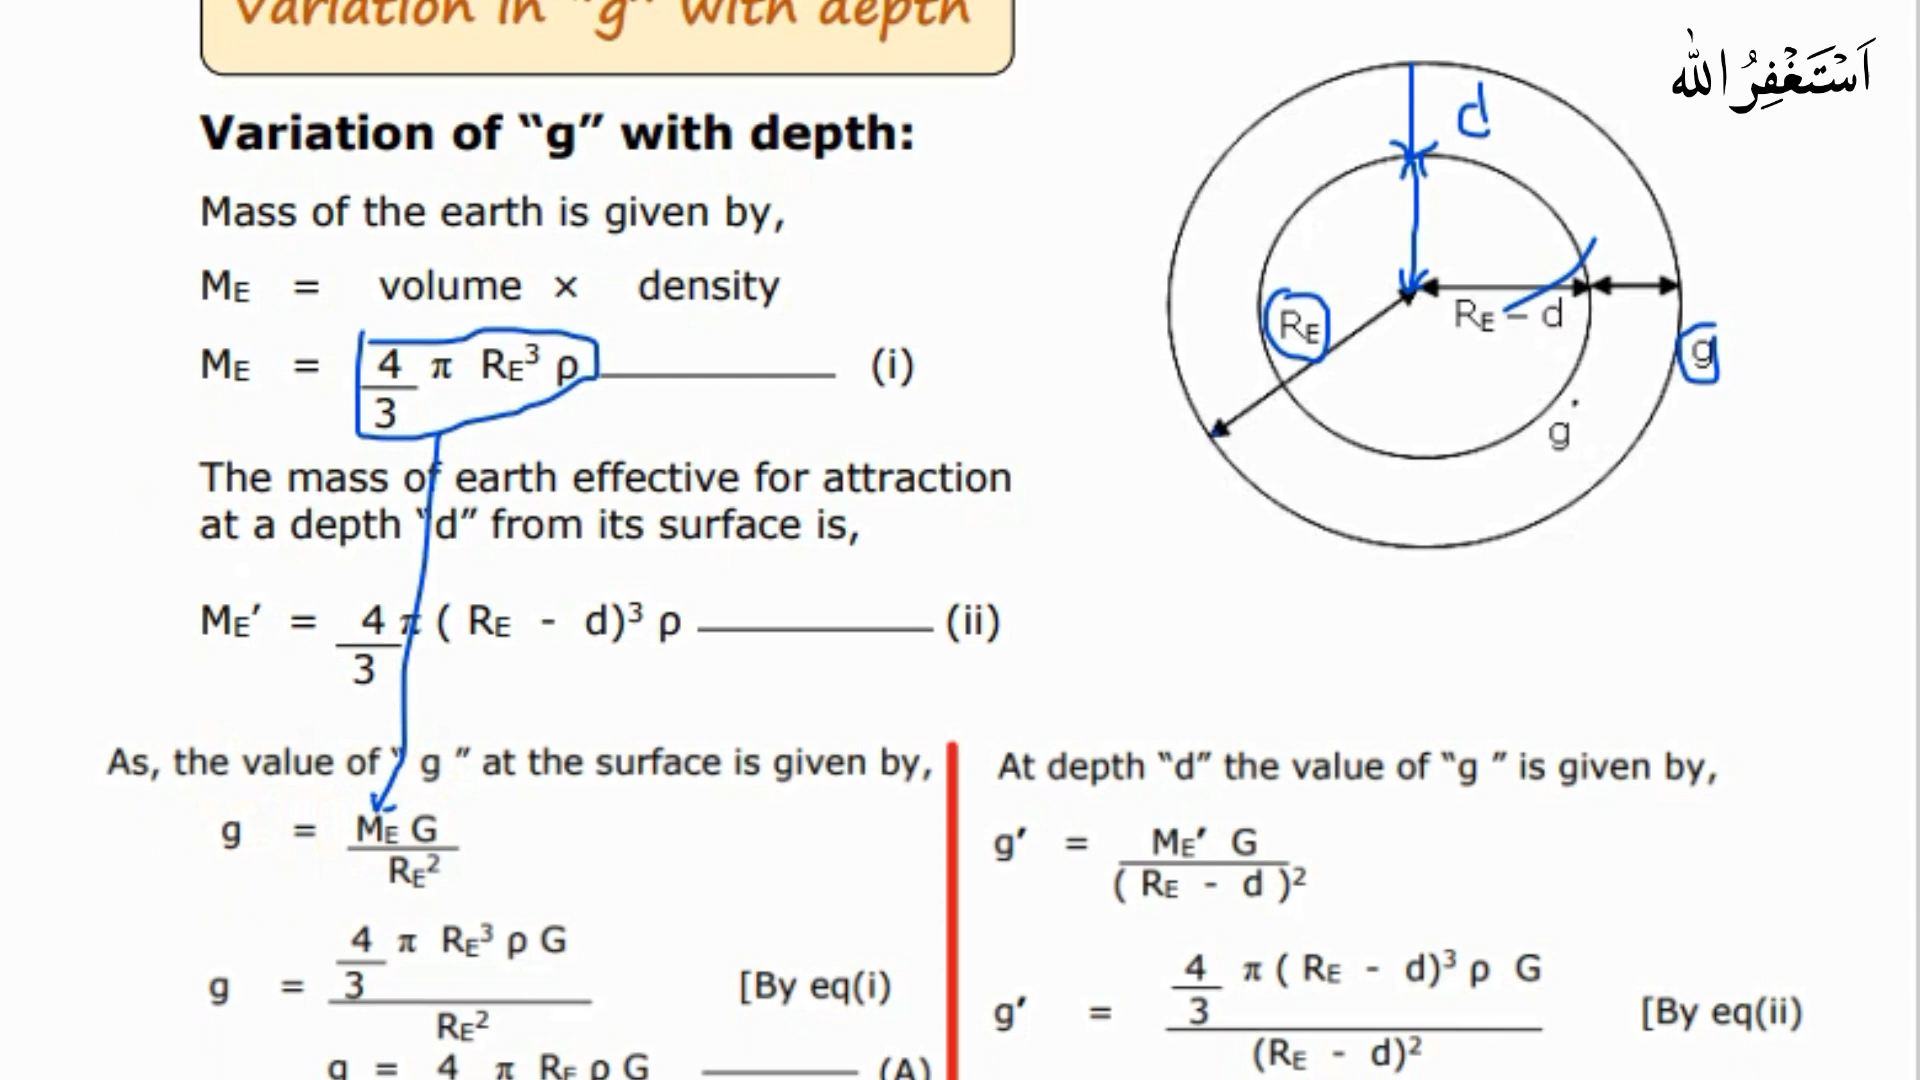 Variation in "g" with depth
أَسْتَغْفِرُ اللّٰه
Variation of “g” with depth:
Mass of the earth is given by,
ME = volume × density
ME = 4/3 π RE³ ρ ________ (i)
The mass of earth effective for attraction
at a depth “d” from its surface is,
ME′ = 4/3 π ( RE - d)³ ρ ________ (ii)
d
RE
RE – d
g
g
As, the value of “ g ” at the surface is given by,
g = ME G / RE²
g = 4/3 π RE³ ρ G / RE² [By eq(i)
g = 4 π RE ρ G ________ (A)
At depth “d” the value of “g ” is given by,
g′ = ME′ G / ( RE - d )²
g′ = 4/3 π ( RE - d)³ ρ G / (RE - d)² [By eq(ii)